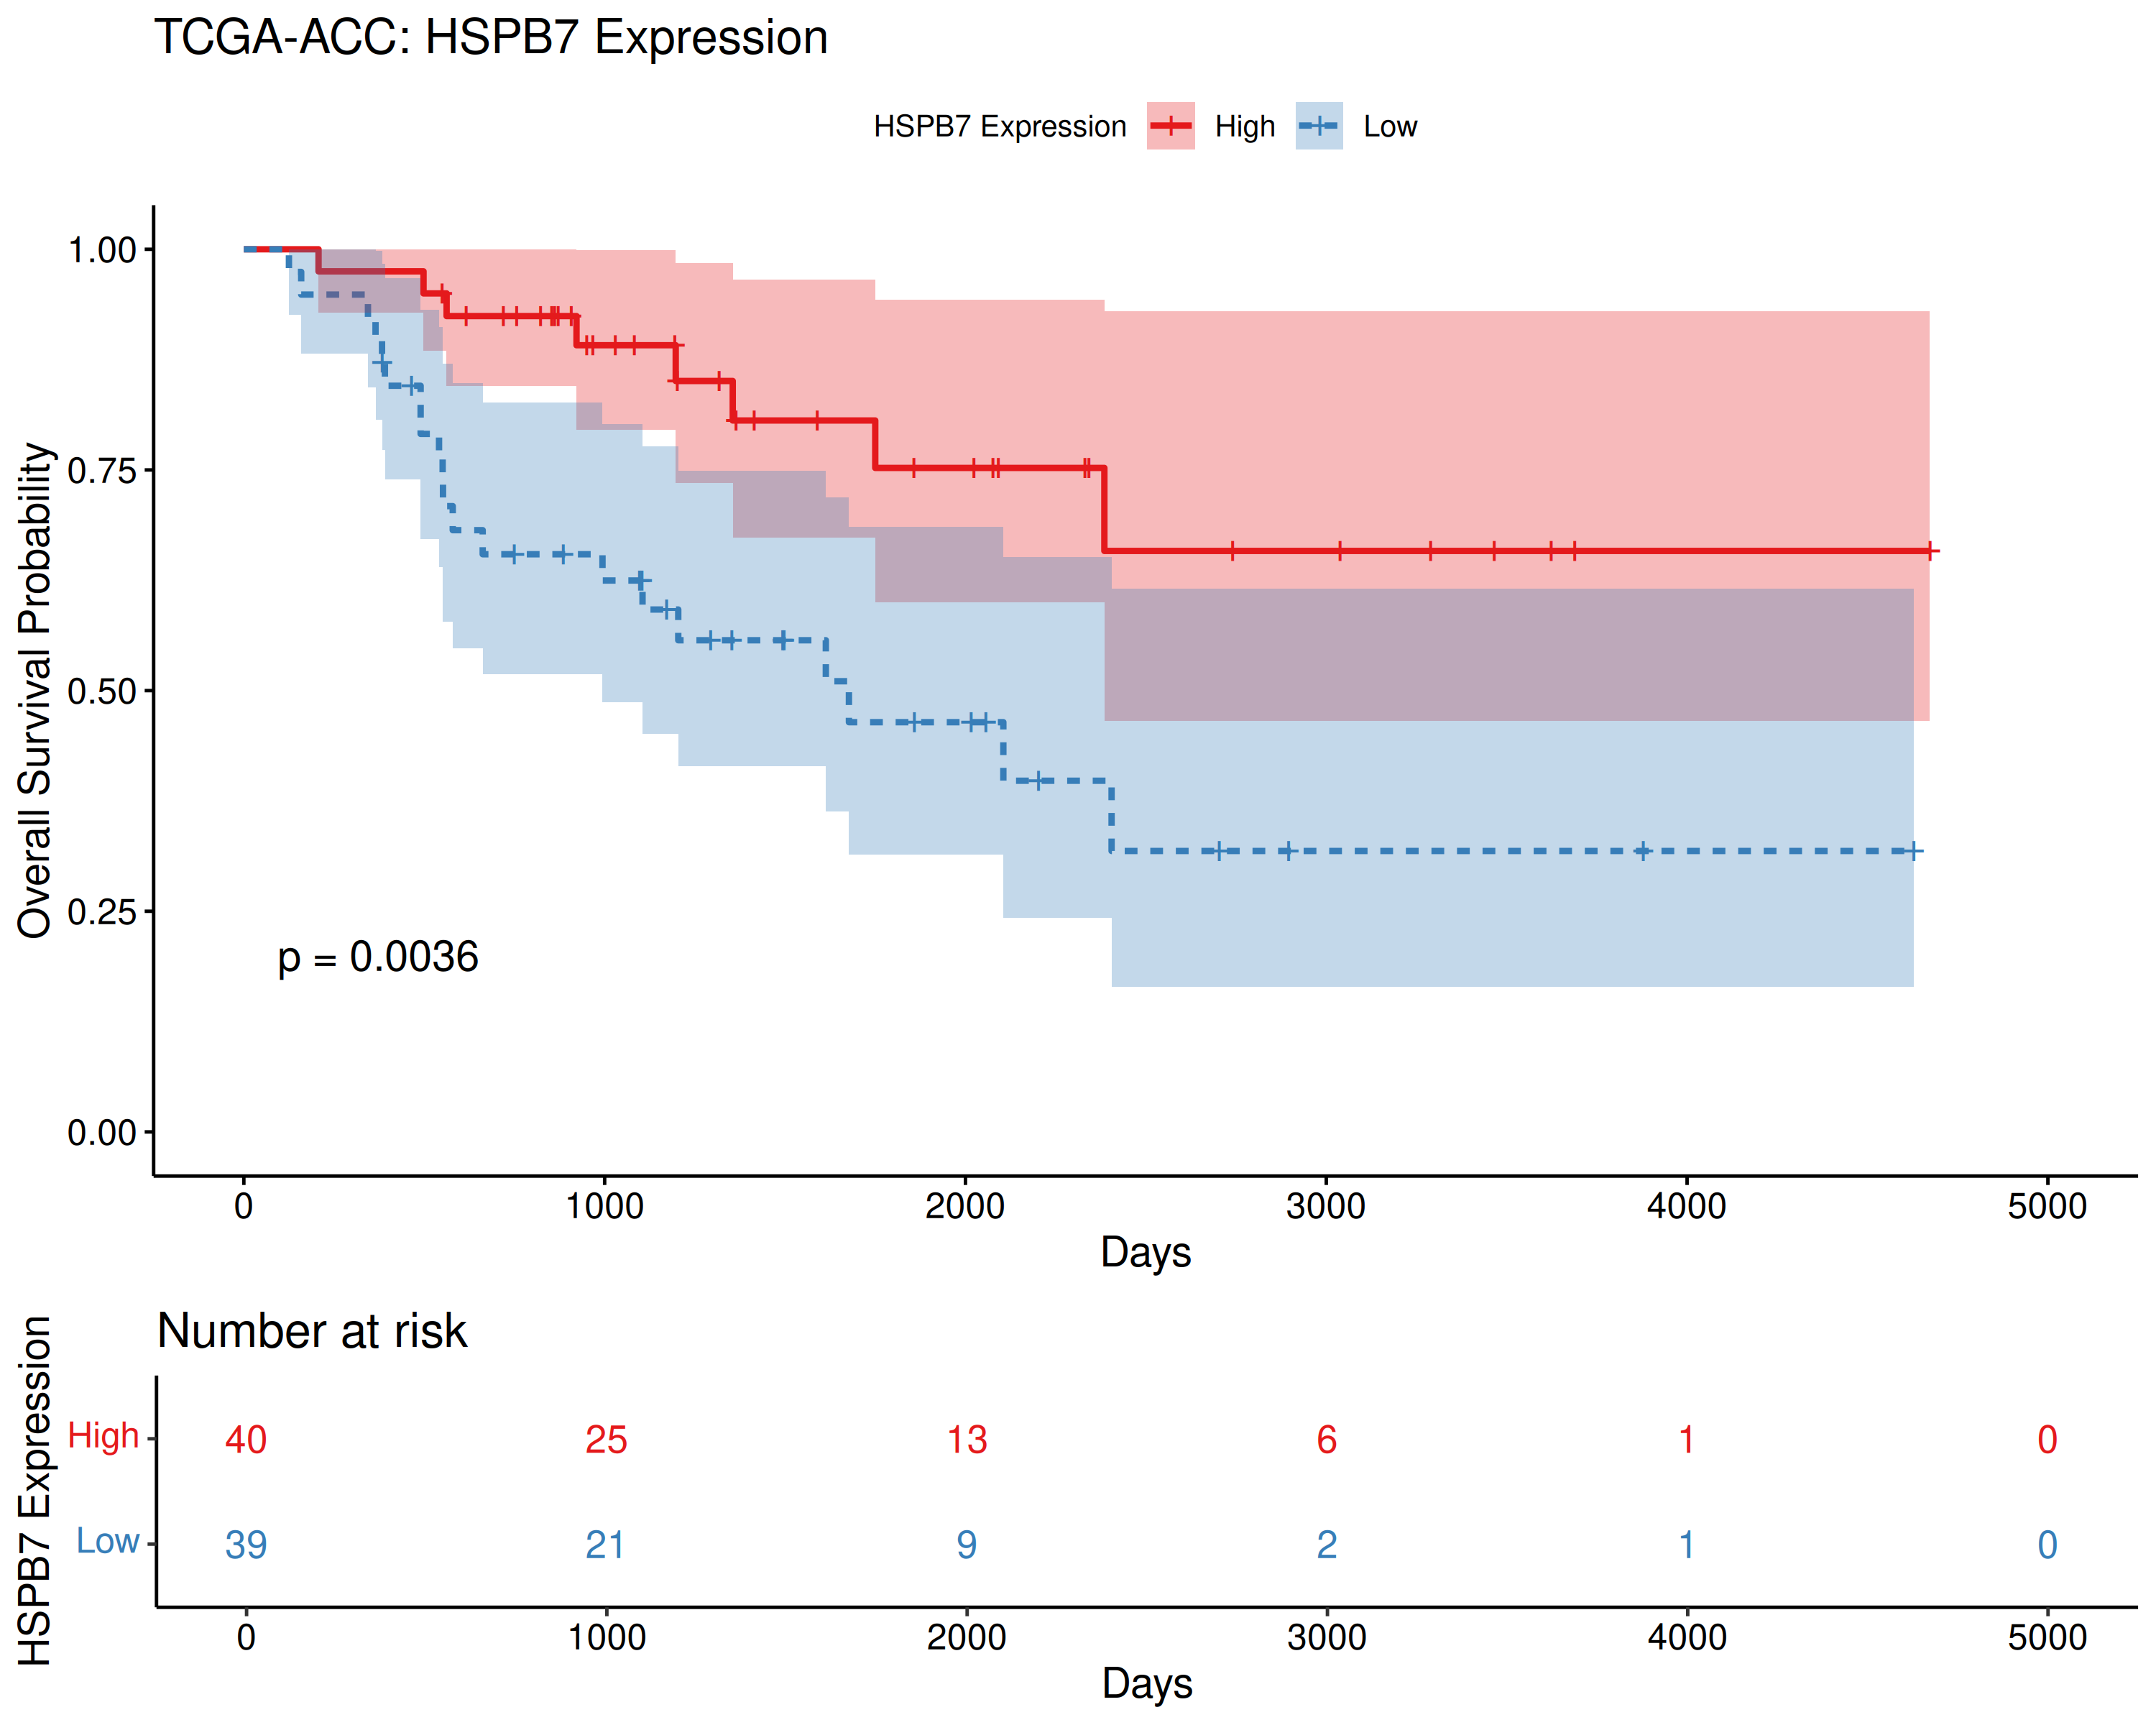 TCGA-ACC: HSPB7 Expression
HSPB7 Expression High Low
Overall Survival Probability
1.00
0.75
0.50
0.25
0.00
p = 0.0036
0 1000 2000 3000 4000 5000
Days
Number at risk
HSPB7 Expression
High 40 25 13 6 1 0
Low 39 21 9 2 1 0
0 1000 2000 3000 4000 5000
Days